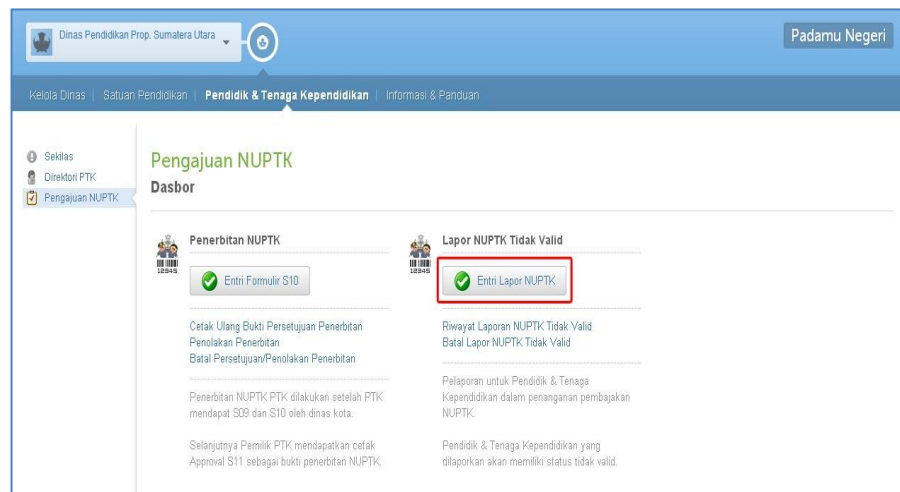 Dinas Pendidikan Prop. Sumatera Utara
Padamu Negeri
Kelola Dinas | Satuan Pendidikan | Pendidik & Tenaga Kependidikan | Informasi & Panduan
Sekilas
Direktori PTK
Pengajuan NUPTK
Pengajuan NUPTK
Dasbor
Penerbitan NUPTK
12345
Entri Formulir S10
Cetak Ulang Bukti Persetujuan Penerbitan
Penolakan Penerbitan
Batal Persetujuan/Penolakan Penerbitan
Penerbitan NUPTK PTK dilakukan setelah PTK
mendapat S09 dan S10 oleh dinas kota.
Selanjutnya Pemilik PTK mendapatkan cetak
Approval S11 sebagai bukti penerbitan NUPTK.
Lapor NUPTK Tidak Valid
12345
Entri Lapor NUPTK
Riwayat Laporan NUPTK Tidak Valid
Batal Lapor NUPTK Tidak Valid
Pelaporan untuk Pendidik & Tenaga
Kependidikan dalam penanganan pembajakan
NUPTK.
Pendidik & Tenaga Kependidikan yang
dilaporkan akan memiliki status tidak valid.